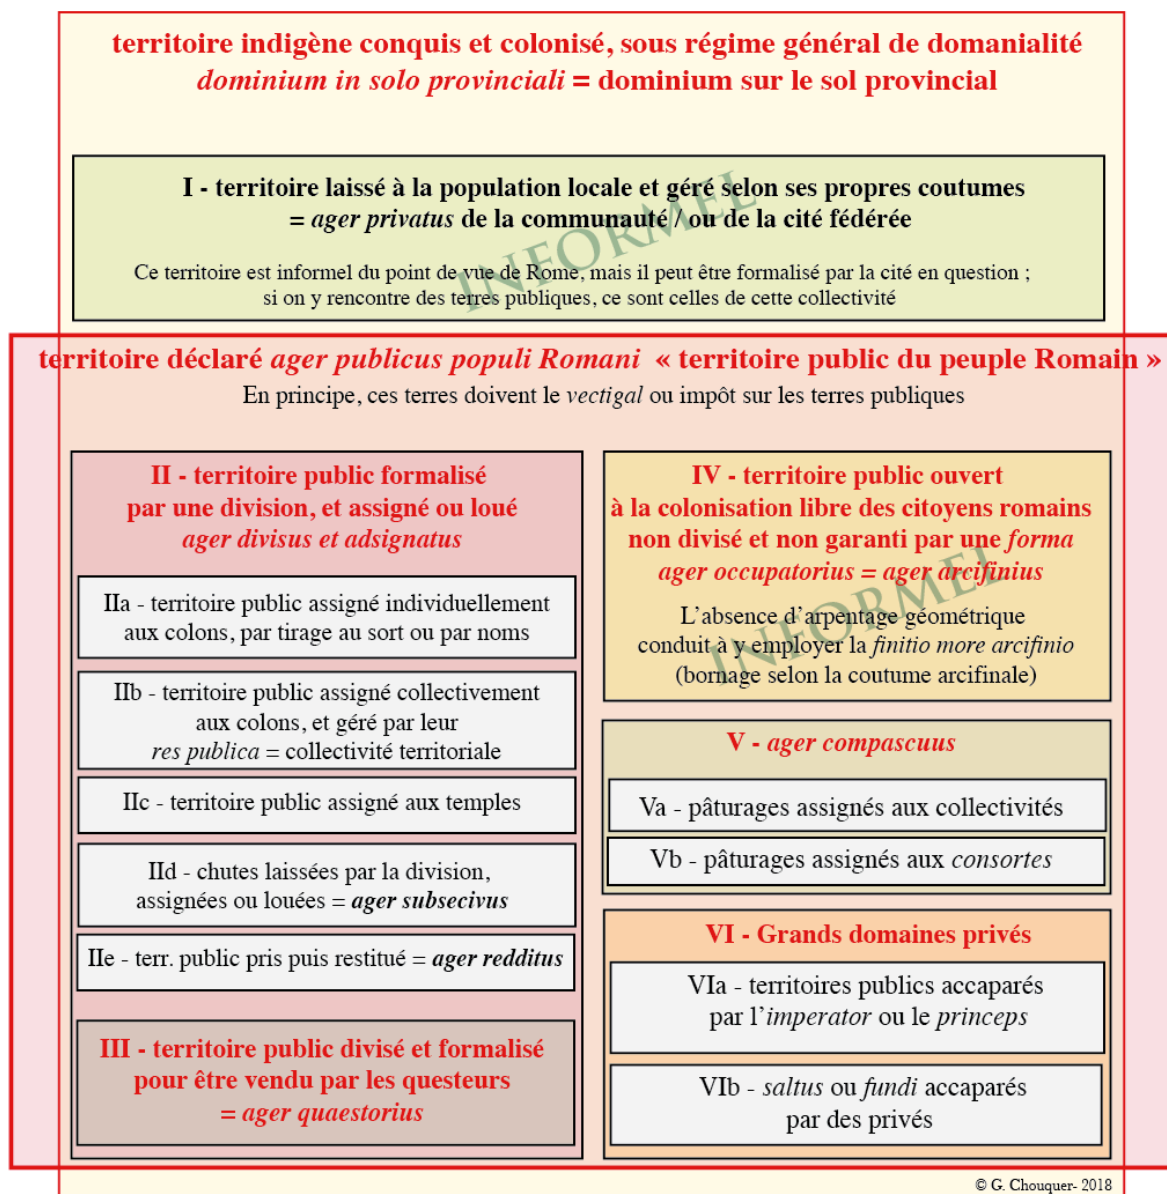 territoire indigène conquis et colonisé, sous régime général de domanialité
dominium in solo provinciali = dominium sur le sol provincial
I - territoire laissé à la population locale et géré selon ses propres coutumes
= ager privatus de la communauté / ou de la cité fédérée
INFORMEL
Ce territoire est informel du point de vue de Rome, mais il peut être formalisé par la cité en question ;
si on y rencontre des terres publiques, ce sont celles de cette collectivité
territoire déclaré ager publicus populi Romani « territoire public du peuple Romain »
En principe, ces terres doivent le vectigal ou impôt sur les terres publiques
II - territoire public formalisé
par une division, et assigné ou loué
ager divisus et adsignatus
IIa - territoire public assigné individuellement
aux colons, par tirage au sort ou par noms
IIb - territoire public assigné collectivement
aux colons, et géré par leur
res publica = collectivité territoriale
IIc - territoire public assigné aux temples
IId - chutes laissées par la division,
assignées ou louées = ager subsecivus
IIe - terr. public pris puis restitué = ager redditus
III - territoire public divisé et formalisé
pour être vendu par les questeurs
= ager quaestorius
IV - territoire public ouvert
à la colonisation libre des citoyens romains
non divisé et non garanti par une forma
ager occupatorius = ager arcifinius
INFORMEL
L'absence d'arpentage géométrique
conduit à y employer la finitio more arcifinio
(bornage selon la coutume arcifinale)
V - ager compascuus
Va - pâturages assignés aux collectivités
Vb - pâturages assignés aux consortes
VI - Grands domaines privés
VIa - territoires publics accaparés
par l'imperator ou le princeps
VIb - saltus ou fundi accaparés
par des privés
© G. Chouquer- 2018